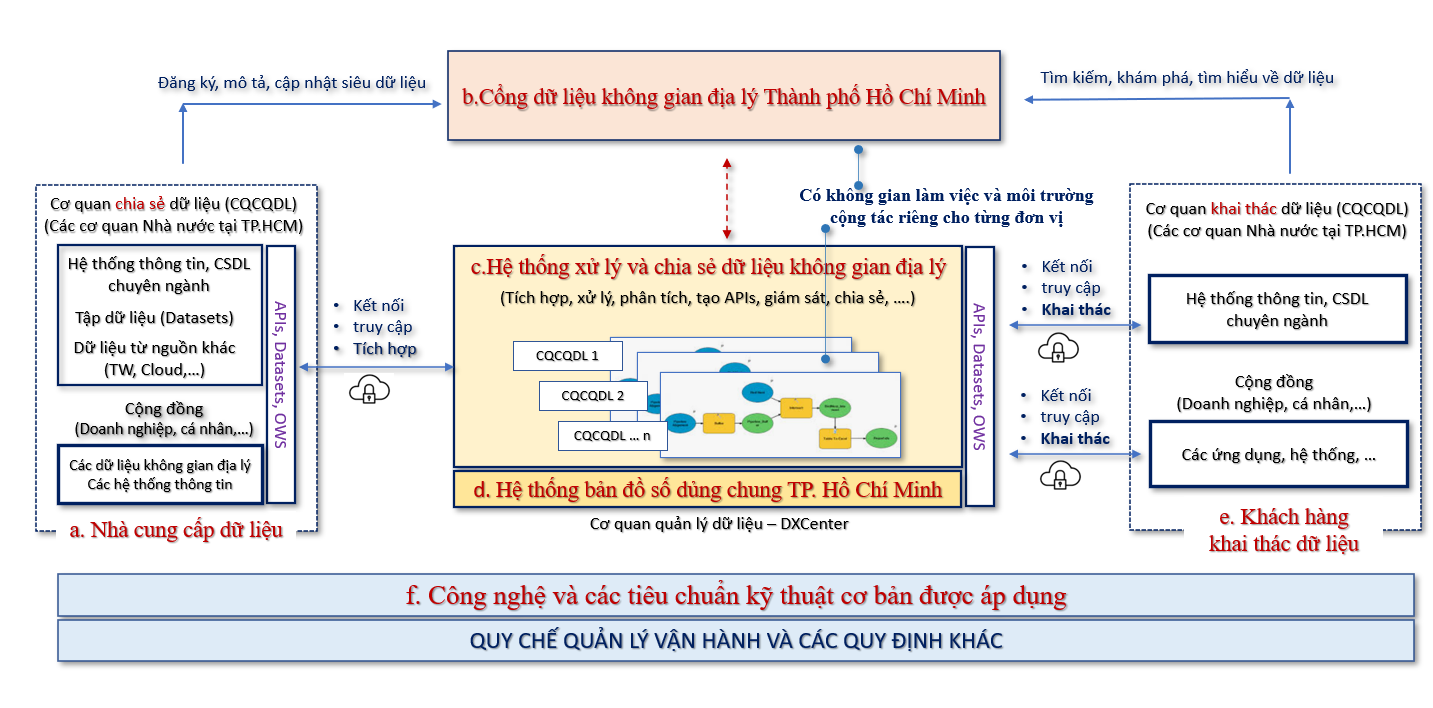 Đăng ký, mô tả, cập nhật siêu dữ liệu
b.Cổng dữ liệu không gian địa lý Thành phố Hồ Chí Minh
Tìm kiếm, khám phá, tìm hiểu về dữ liệu
Cơ quan chia sẻ dữ liệu (CQCQDL)
(Các cơ quan Nhà nước tại TP.HCM)
Hệ thống thông tin, CSDL
chuyên ngành
Tập dữ liệu (Datasets)
Dữ liệu từ nguồn khác
(TW, Cloud,...)
Cộng đồng
(Doanh nghiệp, cá nhân,...)
Các dữ liệu không gian địa lý
Các hệ thống thông tin
APIs, Datasets, OWS
a. Nhà cung cấp dữ liệu
• Kết nối
• truy cập
• Tích hợp
Có không gian làm việc và môi trường
cộng tác riêng cho từng đơn vị
c.Hệ thống xử lý và chia sẻ dữ liệu không gian địa lý
(Tích hợp, xử lý, phân tích, tạo APIs, giám sát, chia sẻ, ....)
CQCQDL 1
CQCQDL 2
CQCQDL ... n
d. Hệ thống bản đồ số dùng chung TP. Hồ Chí Minh
Cơ quan quản lý dữ liệu – DXCenter
APIs, Datasets, OWS
• Kết nối
• truy cập
• Khai thác
• Kết nối
• truy cập
• Khai thác
Cơ quan khai thác dữ liệu (CQCQDL)
(Các cơ quan Nhà nước tại TP.HCM)
Hệ thống thông tin, CSDL
chuyên ngành
Cộng đồng
(Doanh nghiệp, cá nhân,...)
Các ứng dụng, hệ thống, ...
e. Khách hàng
khai thác dữ liệu
f. Công nghệ và các tiêu chuẩn kỹ thuật cơ bản được áp dụng
QUY CHẾ QUẢN LÝ VẬN HÀNH VÀ CÁC QUY ĐỊNH KHÁC